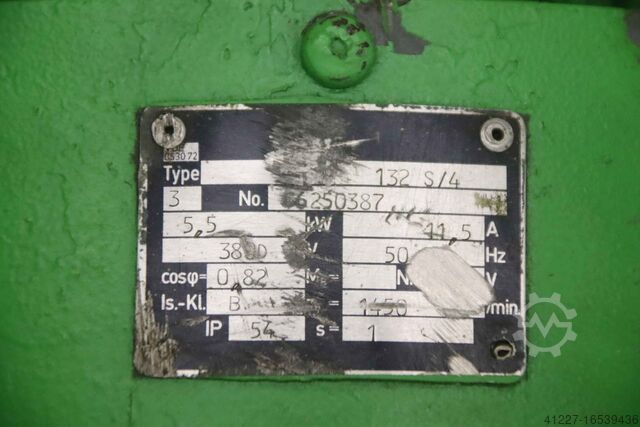 053072
Type 132 S/4
3 No. 6250387
5,5 kW 11,5 A
380D V 50 Hz
cosφ= 0,82 M= N V
Is.-Kl. B 1450 /min
IP 54 s= 1
41227-16539436